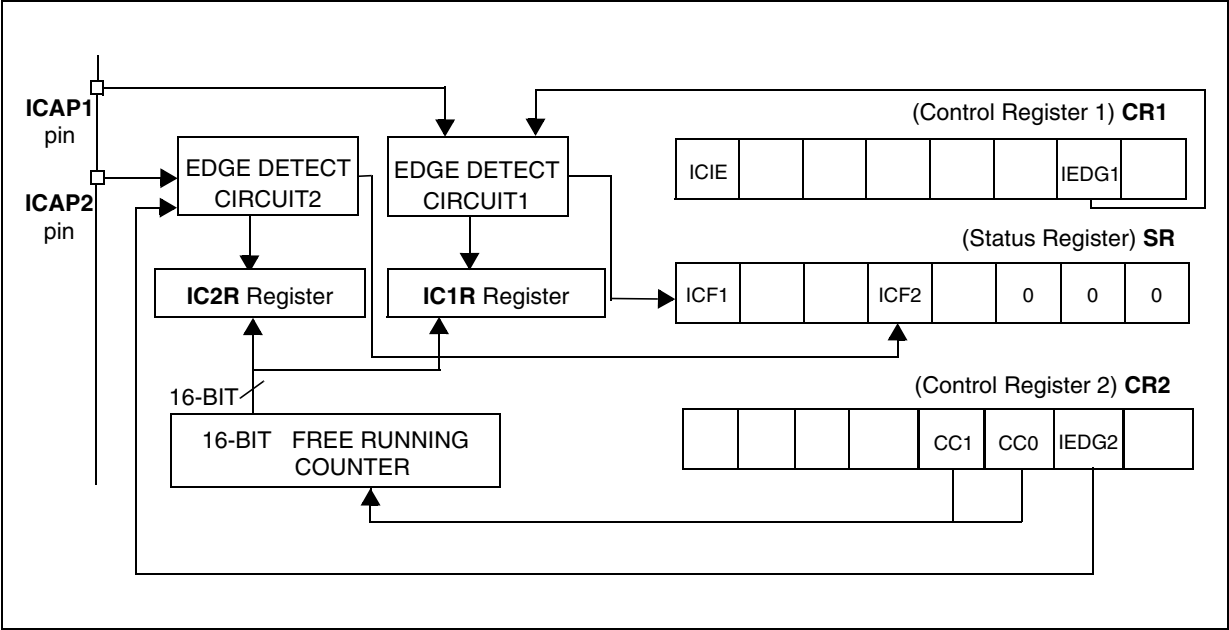 ICAP1
pin
ICAP2
pin
EDGE DETECT
CIRCUIT2
EDGE DETECT
CIRCUIT1
IC2R Register
IC1R Register
16-BIT
16-BIT FREE RUNNING
COUNTER
(Control Register 1) CR1
ICIE IEDG1
(Status Register) SR
ICF1 ICF2 0 0 0
(Control Register 2) CR2
CC1 CC0 IEDG2